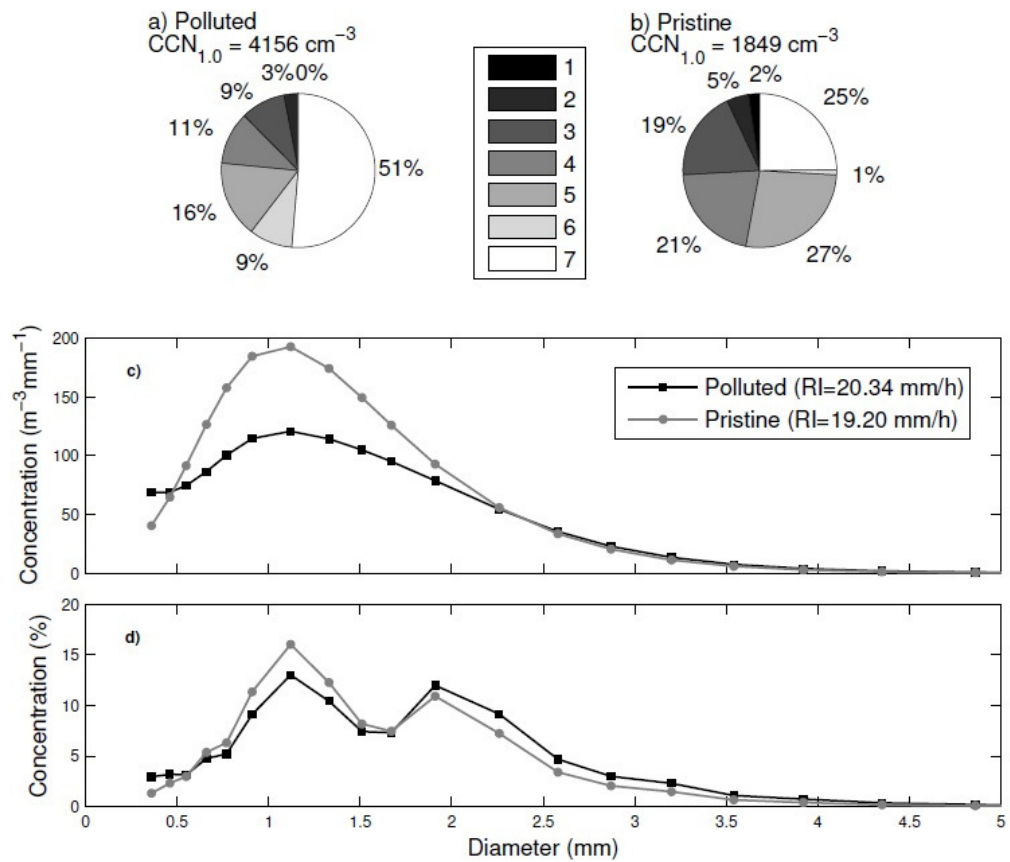 a) Polluted
CCN1.0 = 4156 cm−3
3% 0%
9%
11%
51%
16%
9%
1
2
3
4
5
6
7
b) Pristine
CCN1.0 = 1849 cm−3
5% 2%
25%
19%
1%
21%
27%
Concentration (m−3mm−1)
200
150
100
50
0
c)
Polluted (RI=20.34 mm/h)
Pristine (RI=19.20 mm/h)
Concentration (%)
20
15
10
5
0
d)
0 0.5 1 1.5 2 2.5 3 3.5 4 4.5 5
Diameter (mm)